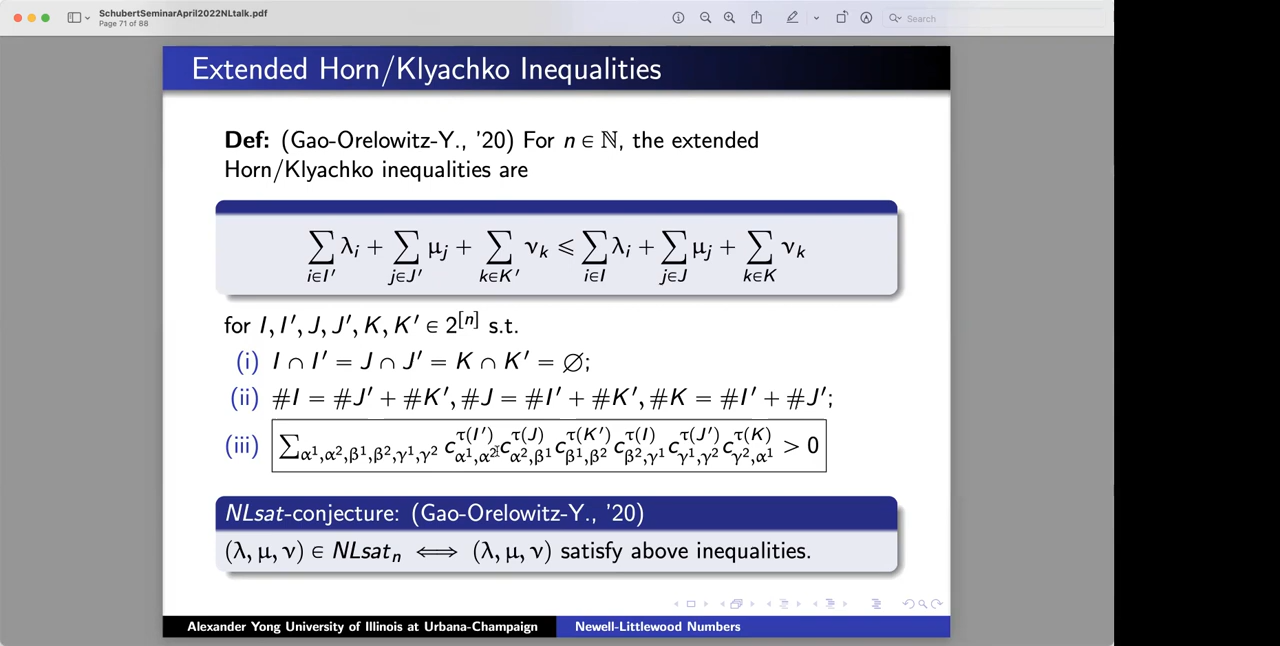 SchubertSeminarApril2022NLtalk.pdf
Page 71 of 88
Search
Extended Horn/Klyachko Inequalities
Def: (Gao-Orelowitz-Y., '20) For n ∈ ℕ, the extended
Horn/Klyachko inequalities are
∑_{i∈I′} λ_i + ∑_{j∈J′} μ_j + ∑_{k∈K′} ν_k ⩽ ∑_{i∈I} λ_i + ∑_{j∈J} μ_j + ∑_{k∈K} ν_k
for I, I′, J, J′, K, K′ ∈ 2^{[n]} s.t.
(i) I ∩ I′ = J ∩ J′ = K ∩ K′ = ∅;
(ii) #I = #J′ + #K′, #J = #I′ + #K′, #K = #I′ + #J′;
(iii) ∑_{α¹,α²,β¹,β²,γ¹,γ²} c^{τ(I′)}_{α¹,α²} c^{τ(J)}_{α²,β¹} c^{τ(K′)}_{β¹,β²} c^{τ(I)}_{β²,γ¹} c^{τ(J′)}_{γ¹,γ²} c^{τ(K)}_{γ²,α¹} > 0
NLsat-conjecture: (Gao-Orelowitz-Y., '20)
(λ, μ, ν) ∈ NLsat_n ⟺ (λ, μ, ν) satisfy above inequalities.
Alexander Yong University of Illinois at Urbana-Champaign
Newell-Littlewood Numbers